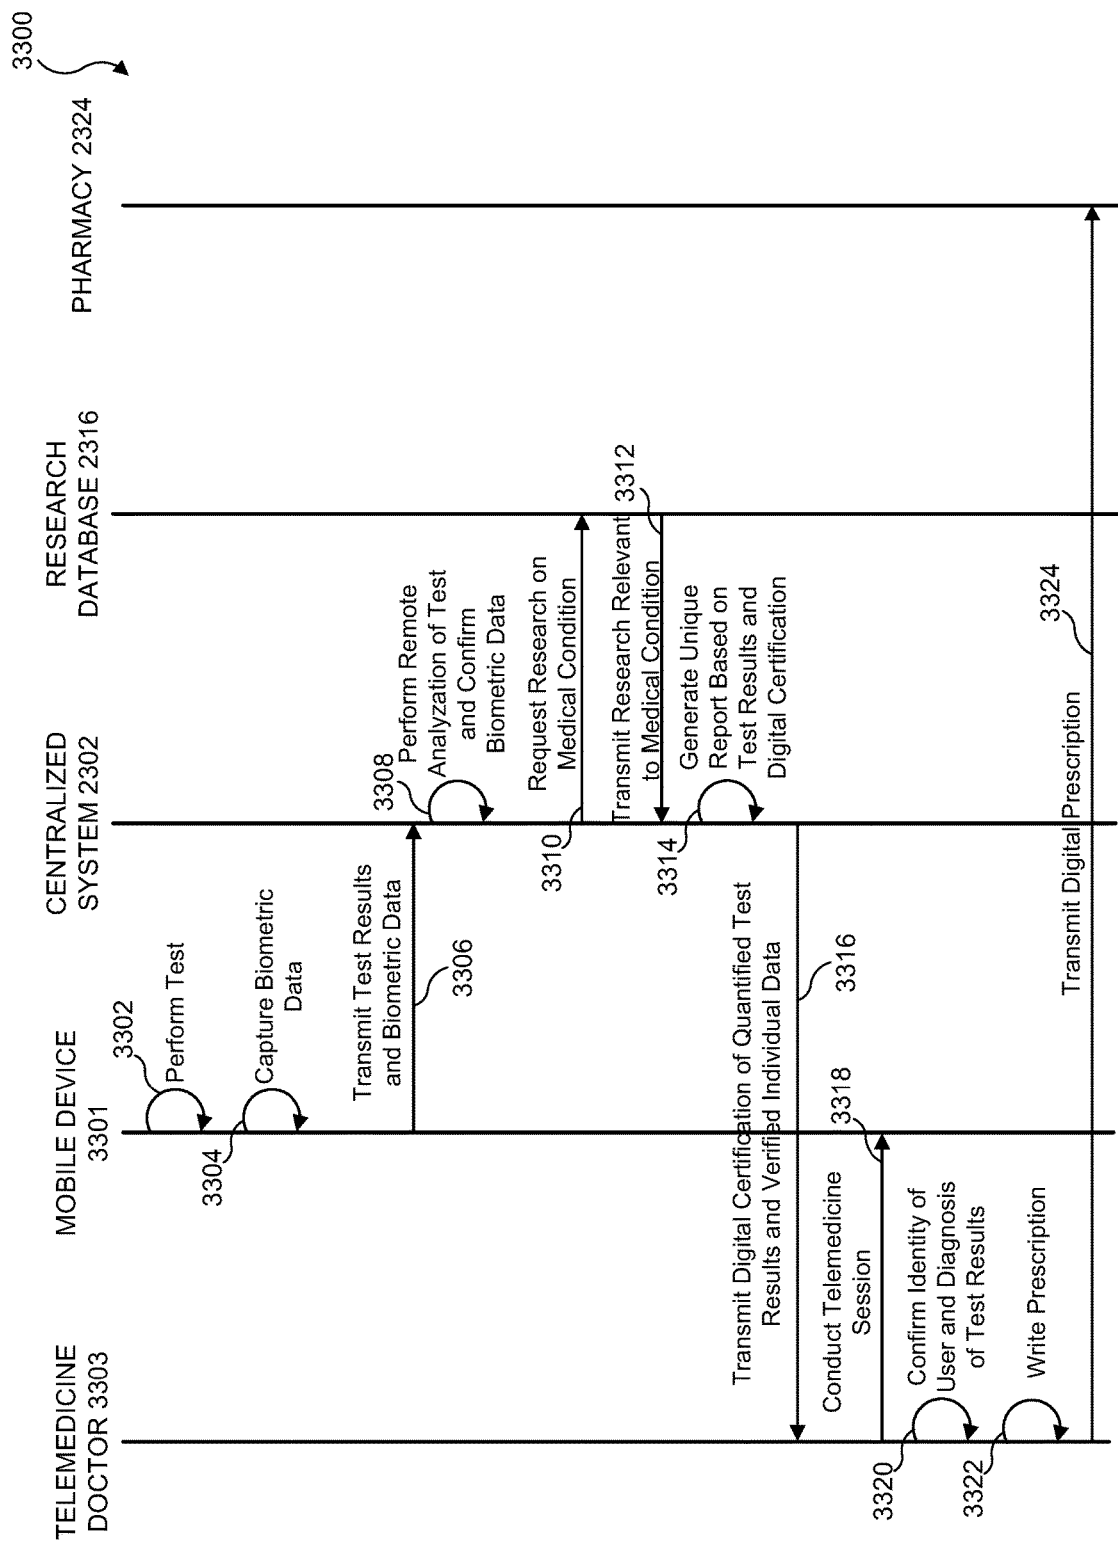 3300
TELEMEDICINE
DOCTOR 3303
MOBILE DEVICE
3301
CENTRALIZED
SYSTEM 2302
RESEARCH
DATABASE 2316
PHARMACY 2324
3302
Perform Test
3304
Capture Biometric
Data
Transmit Test Results
and Biometric Data
3306
3308
Perform Remote
Analyzation of Test
and Confirm
Biometric Data
Request Research on
Medical Condition
3310
Transmit Research Relevant
to Medical Condition
3312
3314
Generate Unique
Report Based on
Test Results and
Digital Certification
Transmit Digital Certification of Quantified Test
Results and Verified Individual Data
3316
Conduct Telemedicine
Session
3318
3320
Confirm Identity of
User and Diagnosis
of Test Results
3322
Write Prescription
Transmit Digital Prescription
3324